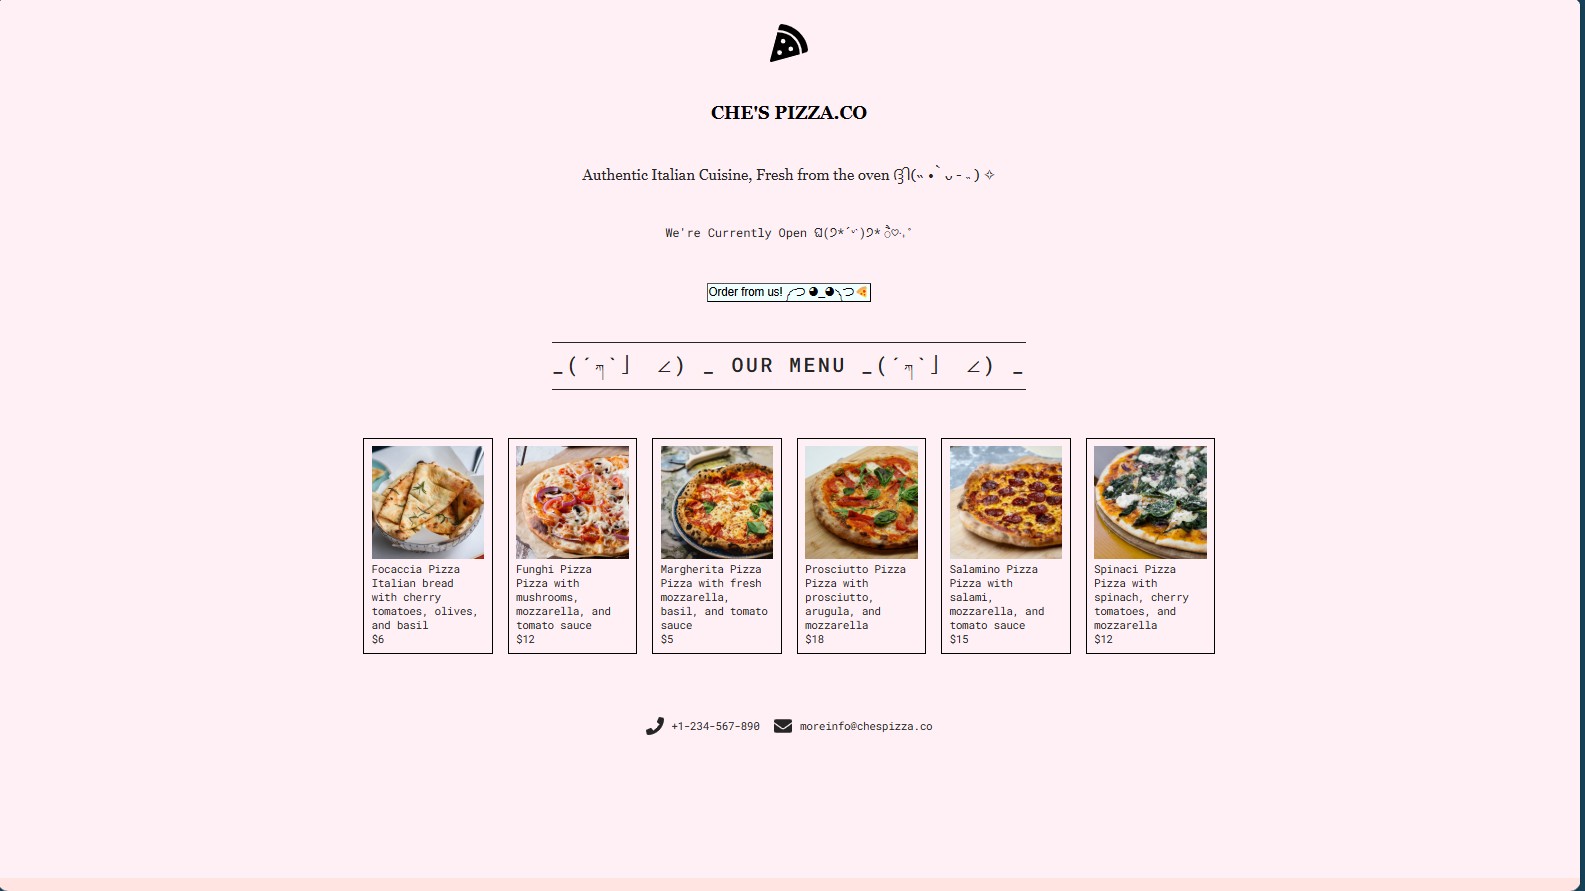 CHE'S PIZZA.CO
Authentic Italian Cuisine, Fresh from the oven
We're Currently Open
Order from us!
OUR MENU
Focaccia Pizza
Italian bread
with cherry
tomatoes, olives,
and basil
$6
Funghi Pizza
Pizza with
mushrooms,
mozzarella, and
tomato sauce
$12
Margherita Pizza
Pizza with fresh
mozzarella,
basil, and tomato
sauce
$5
Prosciutto Pizza
Pizza with
prosciutto,
arugula, and
mozzarella
$18
Salamino Pizza
Pizza with
salami,
mozzarella, and
tomato sauce
$15
Spinaci Pizza
Pizza with
spinach, cherry
tomatoes, and
mozzarella
$12
+1-234-567-890
moreinfo@chespizza.co